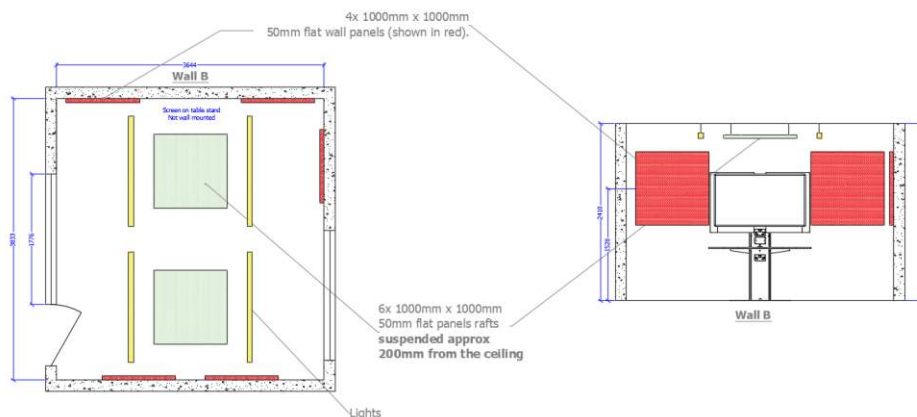 4x 1000mm x 1000mm
50mm flat wall panels (shown in red).
3644
Wall B
Screen on table stand
Not wall mounted
3833
1776
6x 1000mm x 1000mm
50mm flat panels rafts
suspended approx
200mm from the ceiling
Lights
2410
1528
Wall B